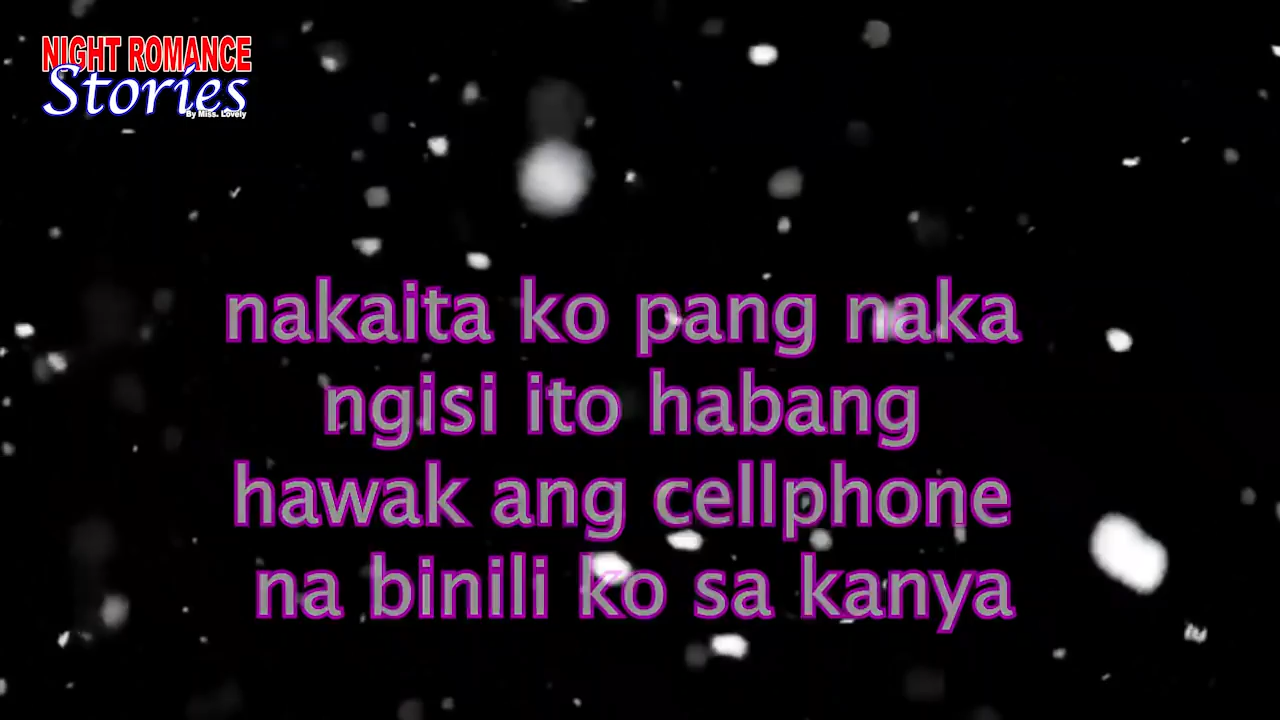 NIGHT ROMANCE
Stories
By Miss. Lovely
nakaita ko pang naka
ngisi ito habang
hawak ang cellphone
na binili ko sa kanya